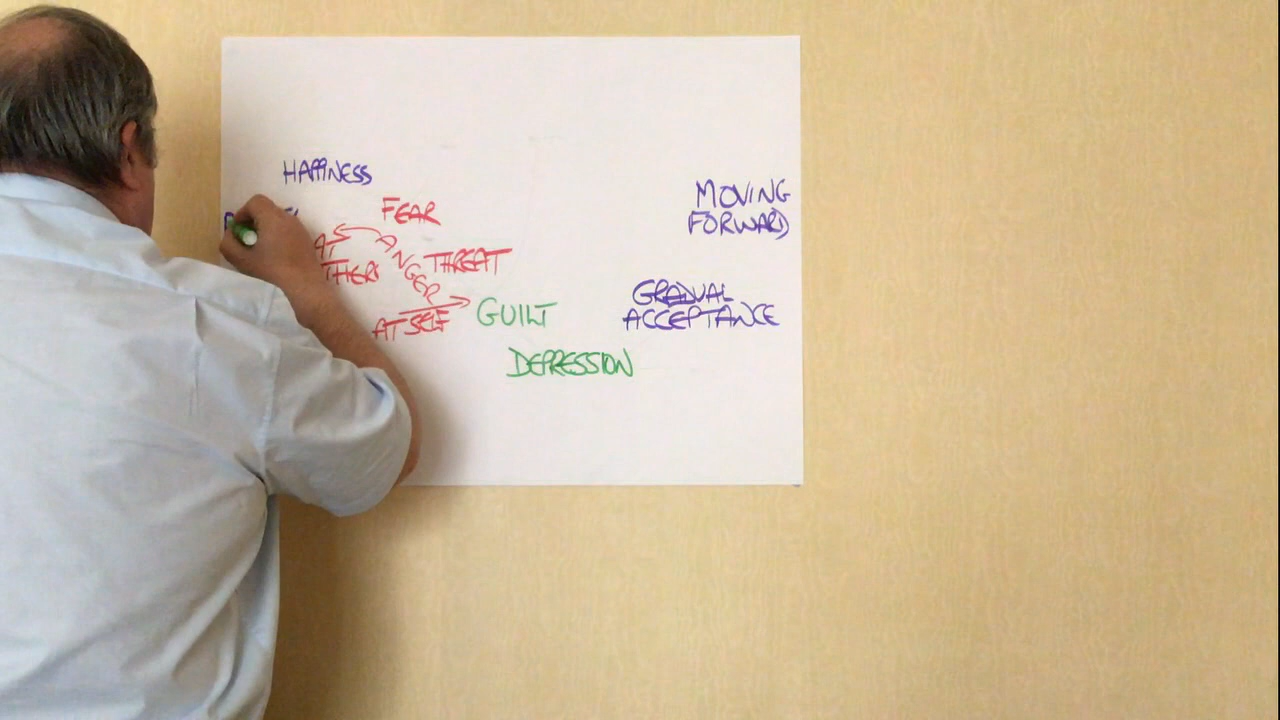 HAPPINESS
FEAR
ANGER
THREAT
AT SELF
GUILT
DEPRESSION
GRADUAL
ACCEPTANCE
MOVING
FORWARD